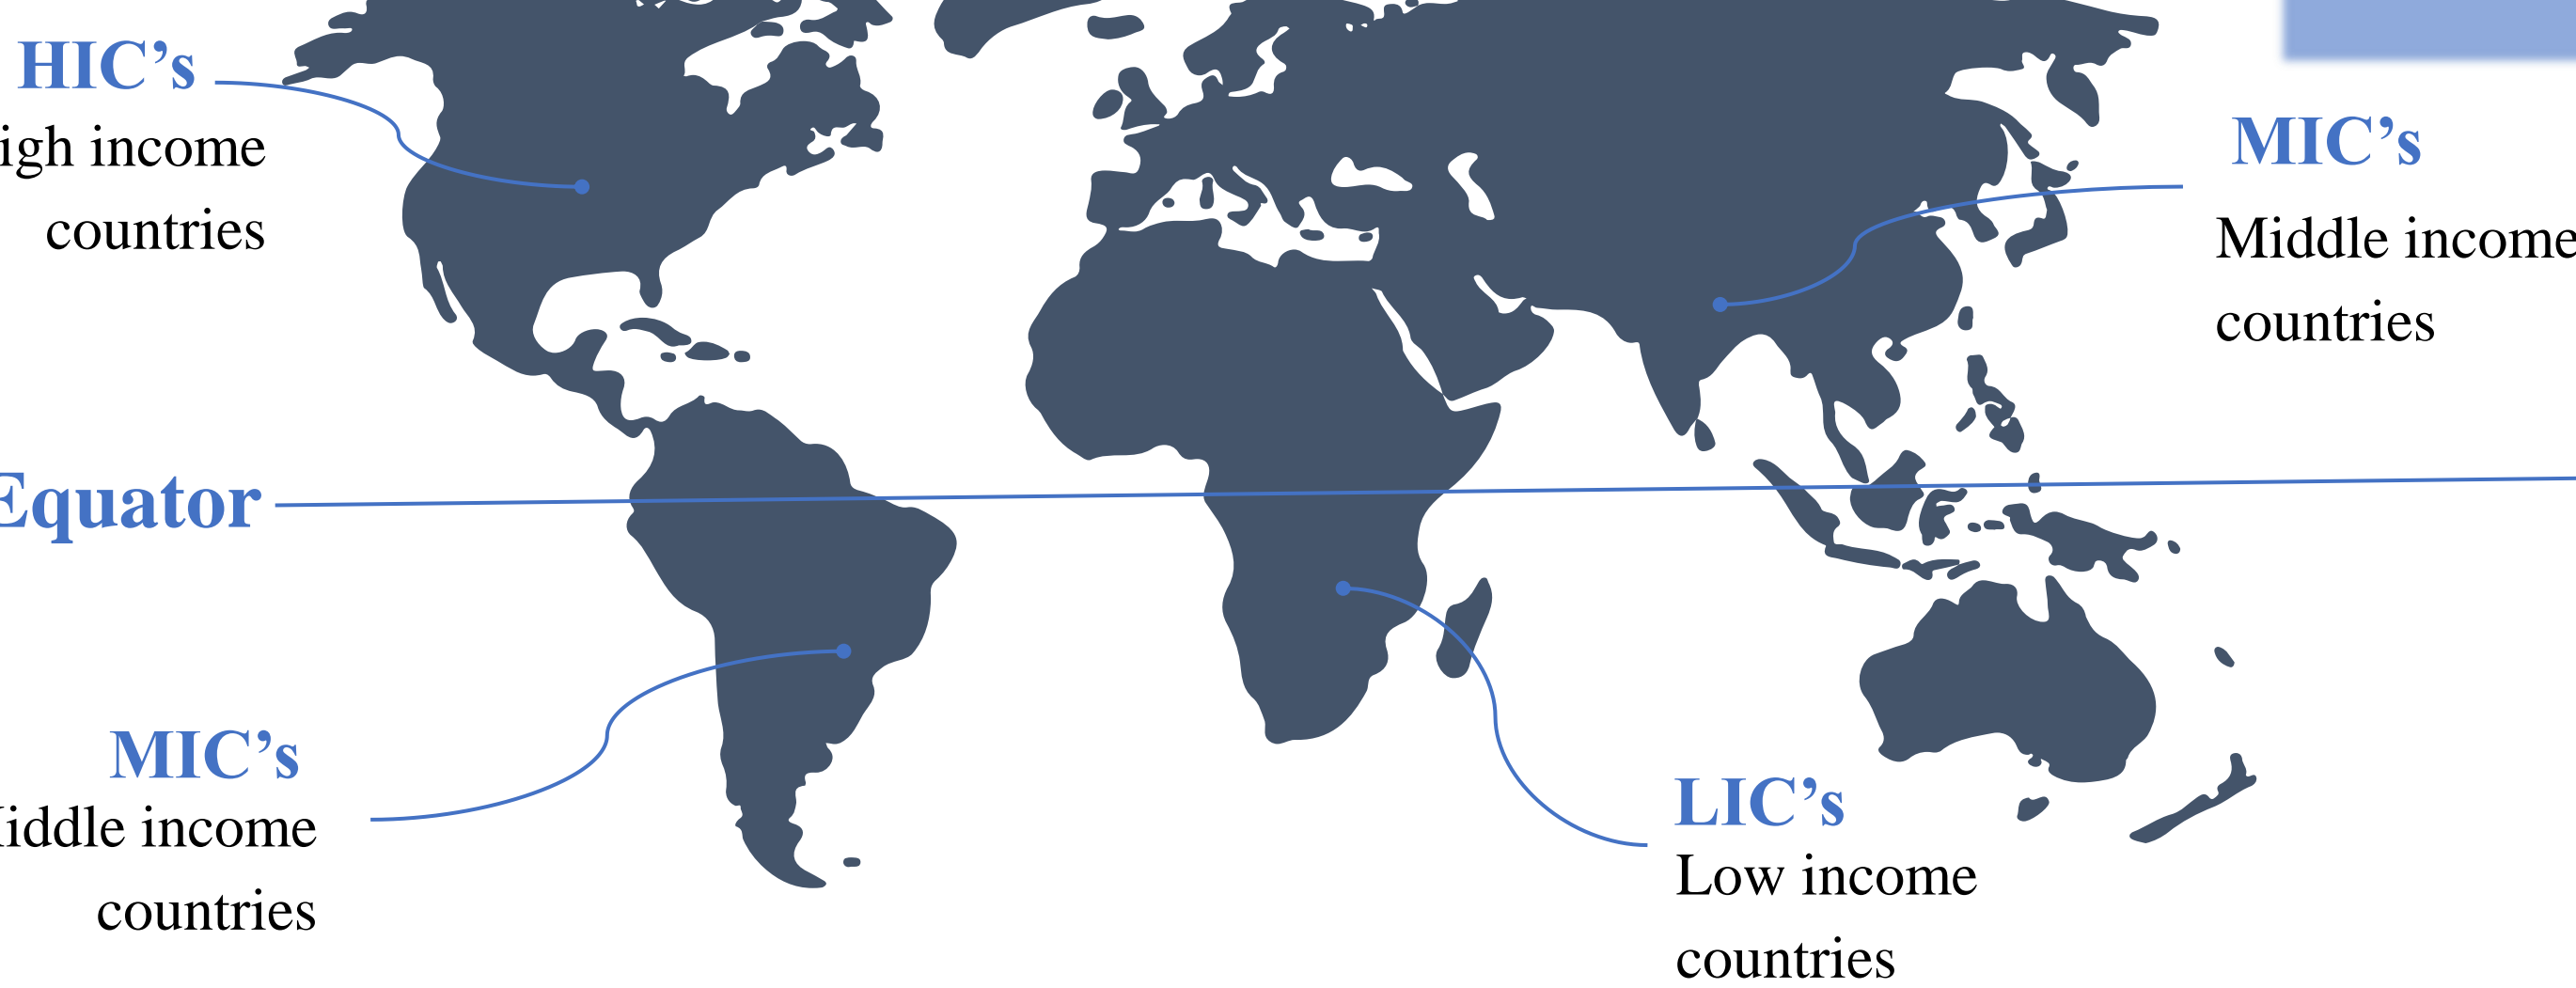 HIC's
igh income
countries
MIC's
Middle income
countries
Equator
MIC's
iddle income
countries
LIC's
Low income
countries